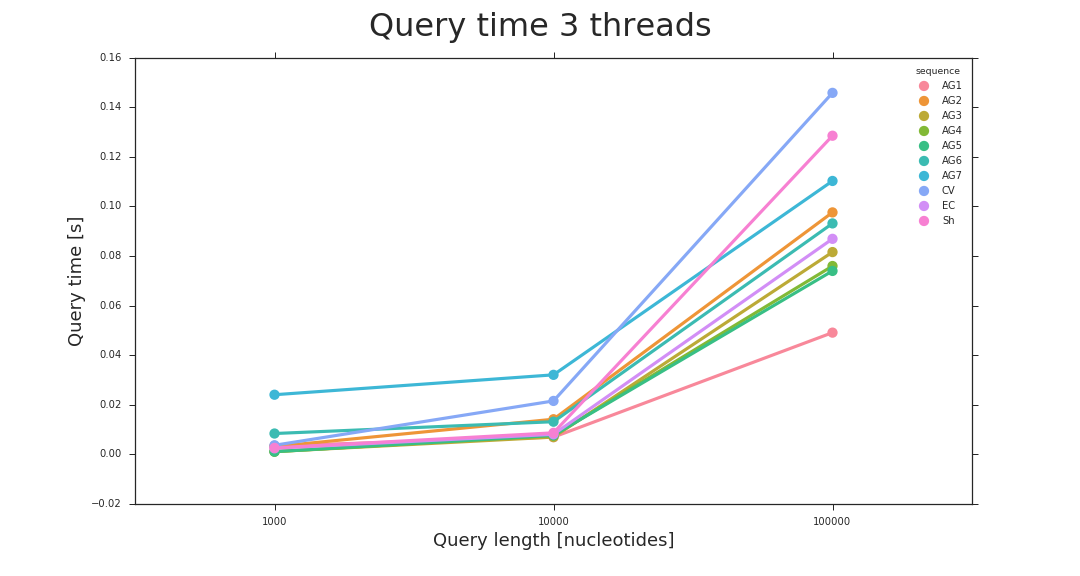 Query time 3 threads
0.16
0.14
0.12
0.10
0.08
0.06
0.04
0.02
0.00
−0.02
Query time [s]
sequence
AG1
AG2
AG3
AG4
AG5
AG6
AG7
CV
EC
Sh
1000
10000
100000
Query length [nucleotides]